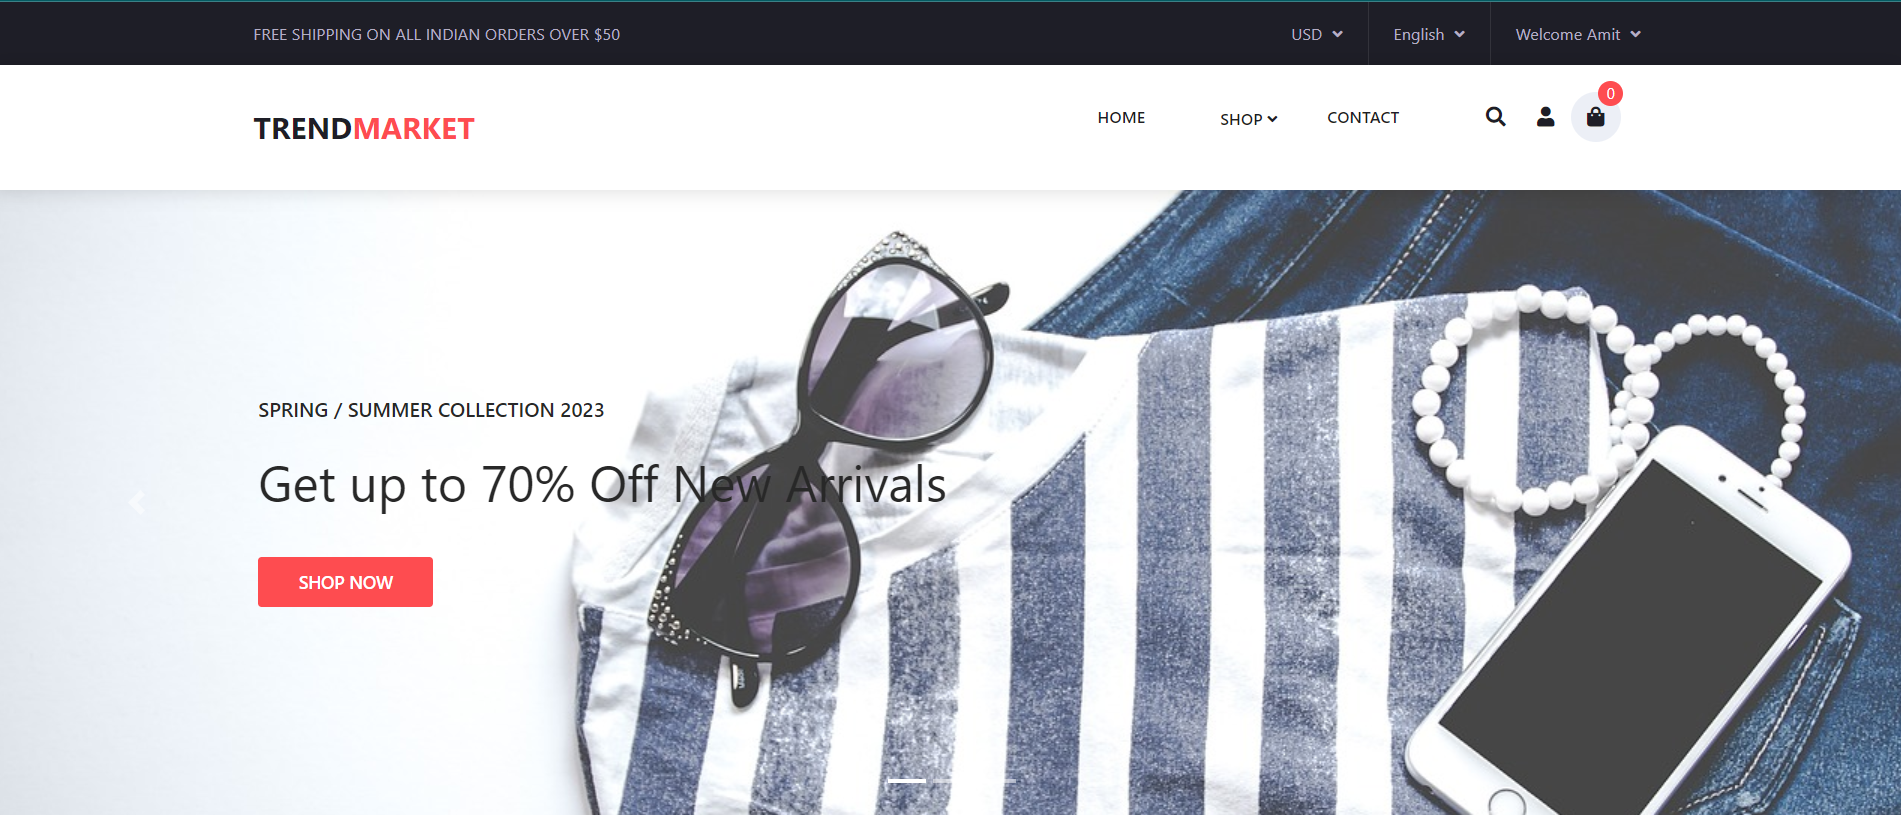 FREE SHIPPING ON ALL INDIAN ORDERS OVER $50
USD
English
Welcome Amit
TRENDMARKET
HOME
SHOP
CONTACT
0
SPRING / SUMMER COLLECTION 2023
Get up to 70% Off New Arrivals
SHOP NOW